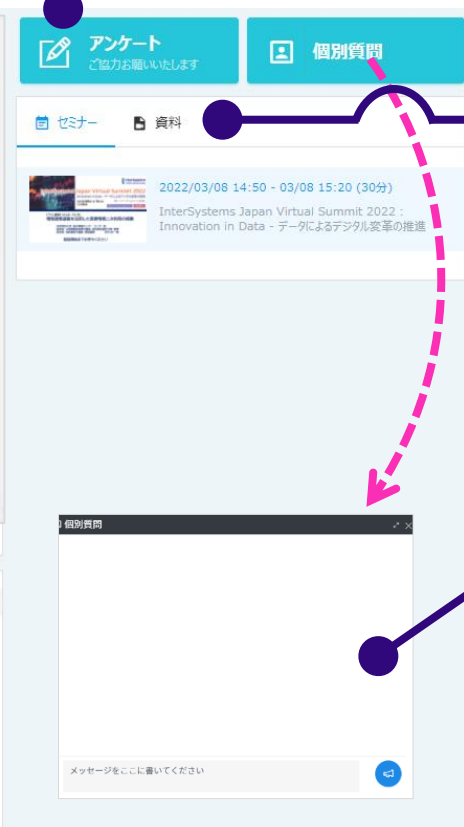 アンケート
ご協力お願いいたします
個別質問
セミナー
資料
2022/03/08 14:50 - 03/08 15:20 (30分)
InterSystems Japan Virtual Summit 2022 :
Innovation in Data - データによるデジタル変革の推進
個別質問
メッセージをここに書いてください